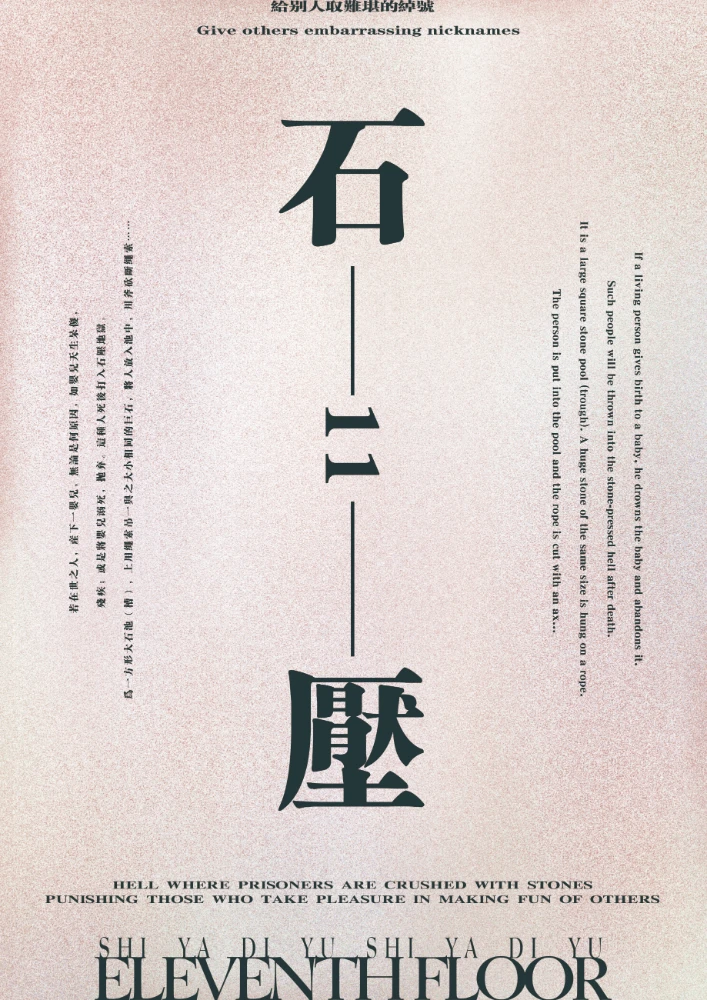 給别人取難堪的綽號
Give others embarrassing nicknames
石
11
壓
If a living person gives birth to a baby, he drowns the baby and abandons it.
Such people will be thrown into the stone-pressed hell after death.
It is a large square stone pool (trough). A huge stone of the same size is hung on a rope.
The person is put into the pool and the rope is cut with an ax...
若在世之人，産下一嬰兒，無論是何原因，如嬰兒天生呆傻，
殘疾；或是將嬰兒溺死，抛弃。這種人死後打入石壓地獄。
爲一方形大石池（槽），上用繩索吊一與之大小相同的巨石，將人放入池中，用斧砍斷繩索……
HELL WHERE PRISONERS ARE CRUSHED WITH STONES
PUNISHING THOSE WHO TAKE PLEASURE IN MAKING FUN OF OTHERS
SHI YA DI YU SHI YA DI YU
ELEVENTH FLOOR